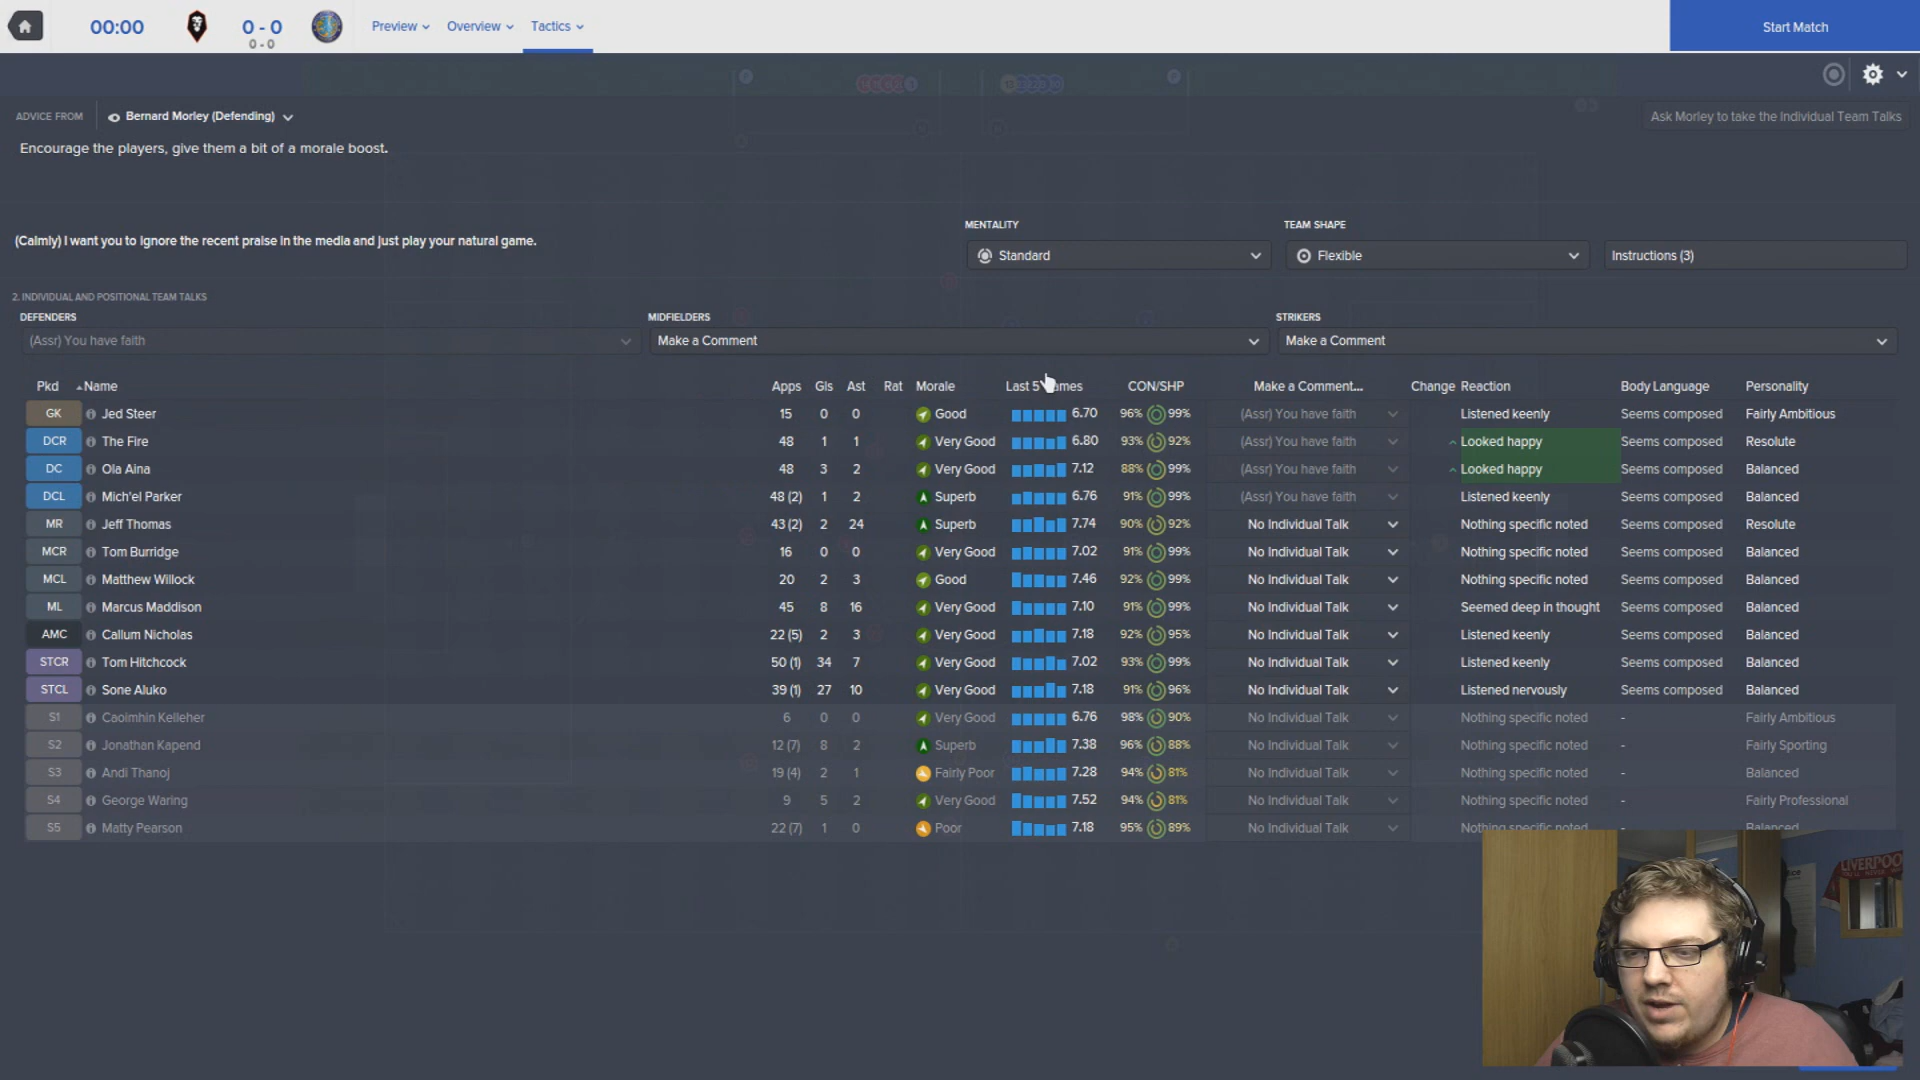 00:00 0 - 0 Preview Overview Tactics Start Match
0 - 0
ADVICE FROM Bernard Morley (Defending) Ask Morley to take the Individual Team Talks
Encourage the players, give them a bit of a morale boost.
MENTALITY TEAM SHAPE
(Calmly) I want you to ignore the recent praise in the media and just play your natural game. Standard Flexible Instructions (3)
2. INDIVIDUAL AND POSITIONAL TEAM TALKS
DEFENDERS MIDFIELDERS STRIKERS
(Assr) You have faith Make a Comment Make a Comment
Pkd Name Apps Gls Ast Rat Morale Last 5 CON/SHP Make a Comment... Change Reaction Body Language Personality
GK Jed Steer 15 0 0 Good 6.70 96% 99% (Assr) You have faith Listened keenly Seems composed Fairly Ambitious
DCR The Fire 48 1 1 Very Good 6.80 93% 92% (Assr) You have faith Looked happy Seems composed Resolute
DC Ola Aina 48 3 2 Very Good 7.12 88% 99% (Assr) You have faith Looked happy Seems composed Balanced
DCL Mich'el Parker 48 (2) 1 2 Superb 6.76 91% 99% (Assr) You have faith Listened keenly Seems composed Balanced
MR Jeff Thomas 43 (2) 2 24 Superb 7.74 90% 92% No Individual Talk Nothing specific noted Seems composed Resolute
MCR Tom Burridge 16 0 0 Very Good 7.02 91% 99% No Individual Talk Nothing specific noted Seems composed Balanced
MCL Matthew Willock 20 2 3 Good 7.46 92% 99% No Individual Talk Nothing specific noted Seems composed Balanced
ML Marcus Maddison 45 8 16 Very Good 7.10 91% 99% No Individual Talk Seemed deep in thought Seems composed Balanced
AMC Callum Nicholas 22 (5) 2 3 Very Good 7.18 92% 95% No Individual Talk Listened keenly Seems composed Balanced
STCR Tom Hitchcock 50 (1) 34 7 Very Good 7.02 93% 99% No Individual Talk Listened keenly Seems composed Balanced
STCL Sone Aluko 39 (1) 27 10 Very Good 7.18 91% 96% No Individual Talk Listened nervously Seems composed Balanced
S1 Caoimhin Kelleher 6 0 0 Very Good 6.76 98% 90% No Individual Talk Nothing specific noted - Fairly Ambitious
S2 Jonathan Kapend 12 (7) 8 2 Superb 7.38 96% 88% No Individual Talk Nothing specific noted - Fairly Sporting
S3 Andi Thanoj 19 (4) 2 1 Fairly Poor 7.28 94% 81% No Individual Talk Nothing specific noted - Balanced
S4 George Waring 9 5 2 Very Good 7.52 94% 81% No Individual Talk Nothing specific noted - Fairly Professional
S5 Matty Pearson 22 (7) 1 0 Poor 7.18 95% 89% No Individual Talk Nothing specific noted - Balanced
LIVERPOO